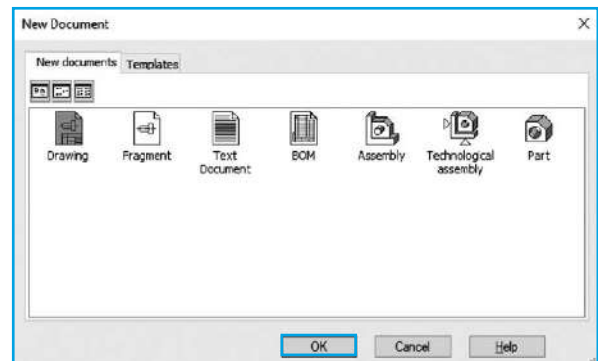 New Document
New documents Templates
Drawing Fragment Text Document BOM Assembly Technological assembly Part
OK Cancel Help